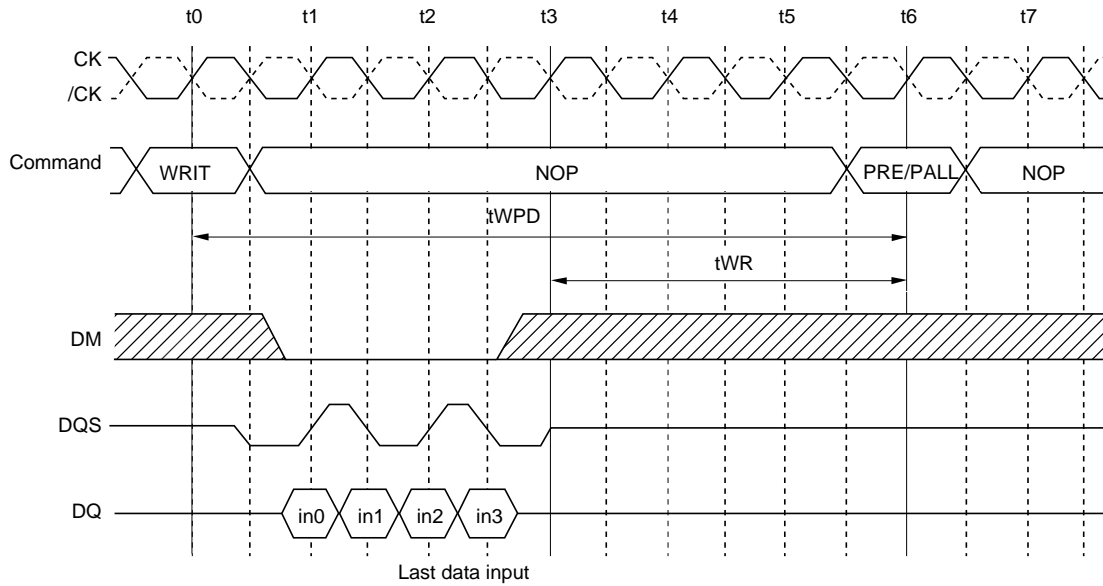 t0 t1 t2 t3 t4 t5 t6 t7
CK
/CK
Command WRIT NOP PRE/PALL NOP
tWPD
tWR
DM
DQS
DQ in0 in1 in2 in3
Last data input